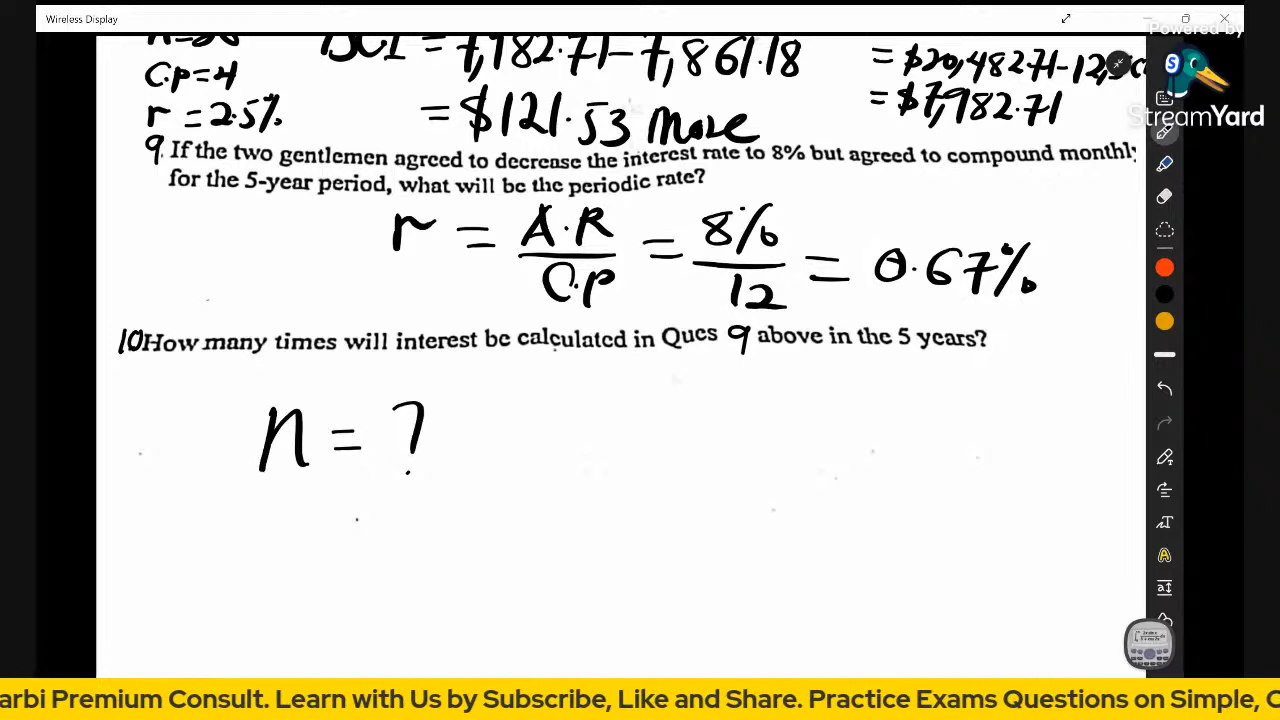 Wireless Display
Powered by
StreamYard
C.p=4
r = 2.5%
= 7,982.71 - 7,861.18
= $121.53 more
= $20,482.71 - 12,
= $7,982.71
9. If the two gentlemen agreed to decrease the interest rate to 8% but agreed to compound monthly
for the 5-year period, what will be the periodic rate?
r = A.R / C.P = 8% / 12 = 0.67%
10 How many times will interest be calculated in Ques 9 above in the 5 years?
n = ?
arbi Premium Consult. Learn with Us by Subscribe, Like and Share. Practice Exams Questions on Simple, C